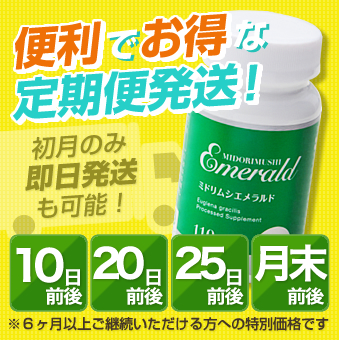 便利でお得な
定期便発送！
初月のみ
即日発送
も可能！
MIDORIMUSHI
Emerald
ミドリムシエメラルド
Euglena gracilis
Processed Supplement
110
10日前後
20日前後
25日前後
月末前後
※６ヶ月以上ご継続いただける方への特別価格です